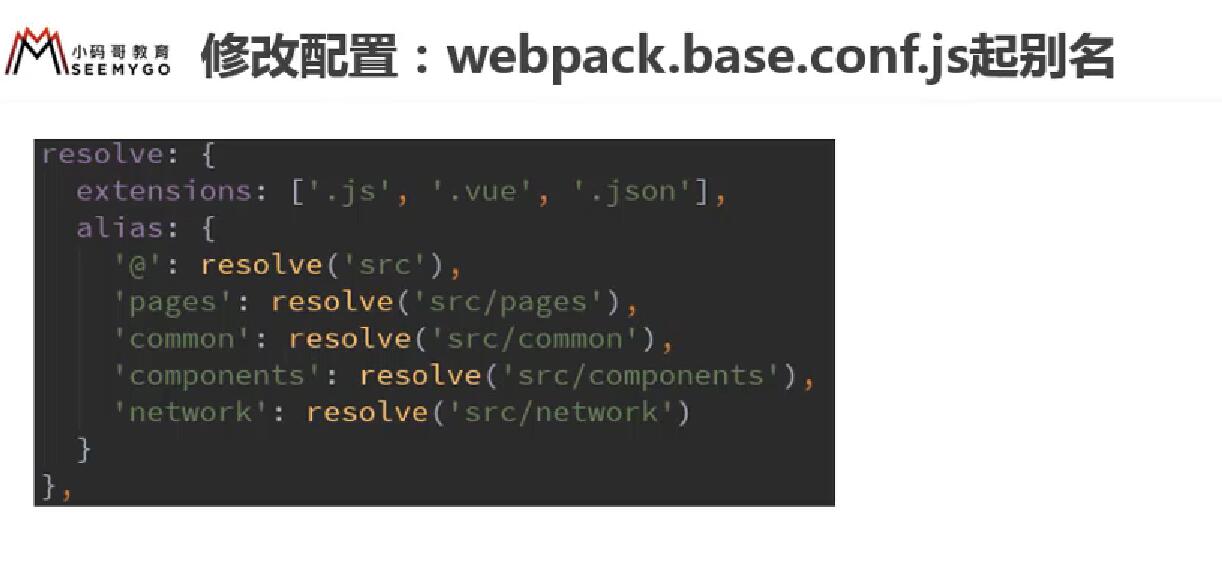 小码哥教育
SEEMYGO
修改配置：webpack.base.conf.js起别名
resolve: {
  extensions: ['.js', '.vue', '.json'],
  alias: {
    '@': resolve('src'),
    'pages': resolve('src/pages'),
    'common': resolve('src/common'),
    'components': resolve('src/components'),
    'network': resolve('src/network')
  }
},